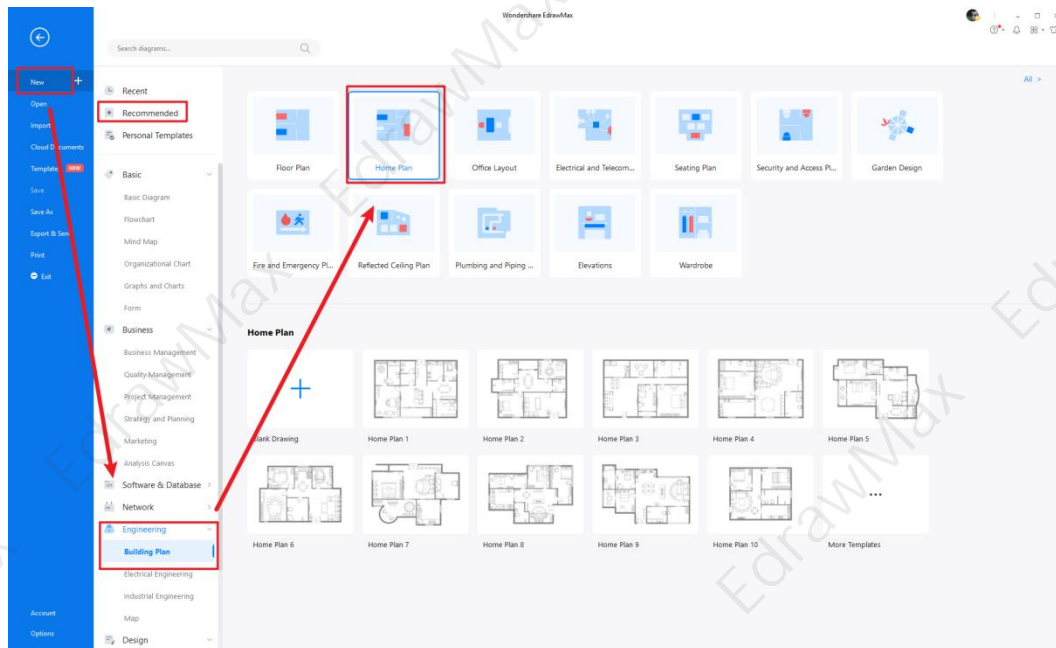 Wondershare EdrawMax
Search diagrams...
New
Open
Import
Cloud Documents
Templates NEW
Save
Save As
Export & Send
Print
Exit
Account
Options
Recent
Recommended
Personal Templates
Basic
Basic Diagram
Flowchart
Mind Map
Organizational Chart
Graphs and Charts
Form
Business
Business Management
Quality Management
Project Management
Strategy and Planning
Marketing
Analysis Canvas
Software & Database
Network
Engineering
Building Plan
Electrical Engineering
Industrial Engineering
Map
Design
All >
Floor Plan
Home Plan
Office Layout
Electrical and Telecom...
Seating Plan
Security and Access Pl...
Garden Design
Fire and Emergency Pl...
Reflected Ceiling Plan
Plumbing and Piping ...
Elevations
Wardrobe
Home Plan
Blank Drawing
Home Plan 1
Home Plan 2
Home Plan 3
Home Plan 4
Home Plan 5
Home Plan 6
Home Plan 7
Home Plan 8
Home Plan 9
Home Plan 10
More Templates
EdrawMax
EdrawMax
EdrawMax
EdrawMax